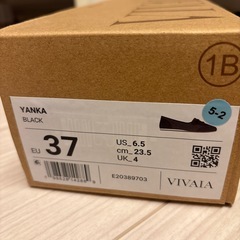 1B
YANKA
BLACK
5-2
EU 37
US_6.5
cm_23.5
UK_4
E20389703
VIVAIA